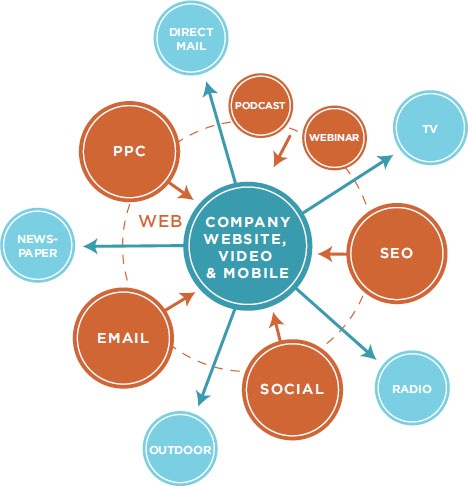 DIRECT
MAIL
PODCAST
WEBINAR
TV
PPC
WEB
COMPANY
WEBSITE,
VIDEO
& MOBILE
NEWS-
PAPER
SEO
EMAIL
SOCIAL
RADIO
OUTDOOR